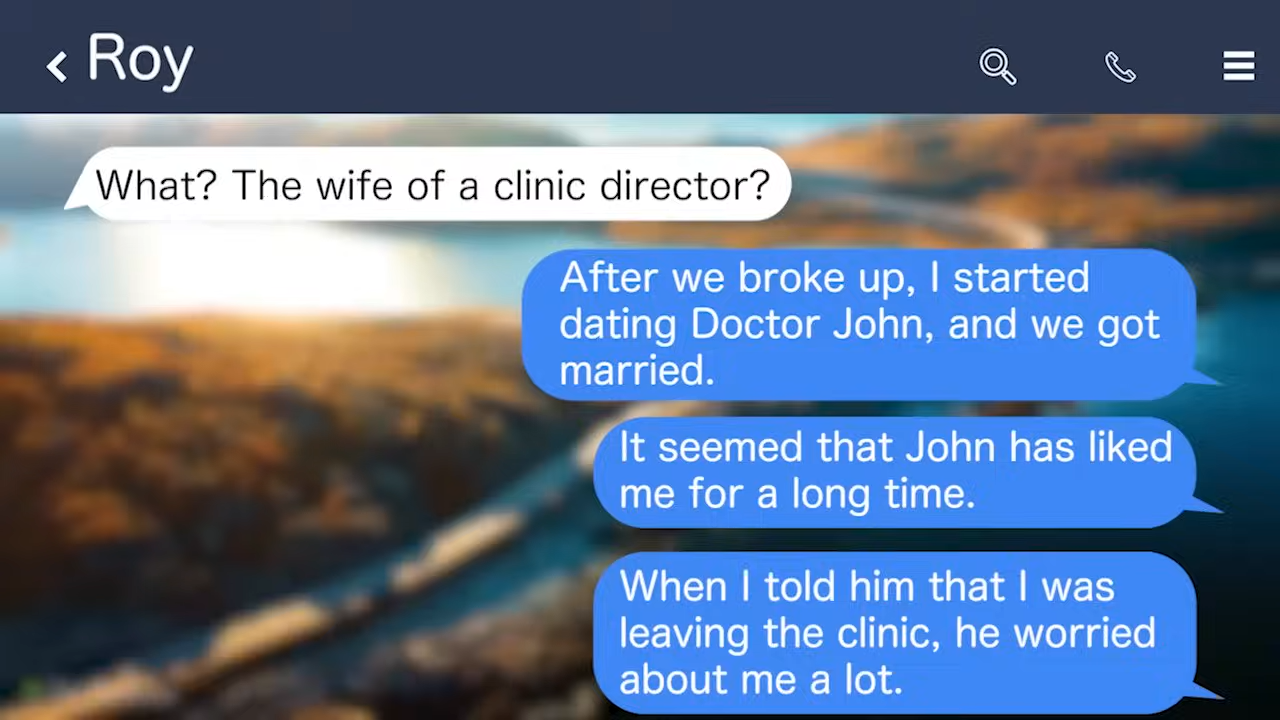 Roy
What? The wife of a clinic director?
After we broke up, I started
dating Doctor John, and we got
married.
It seemed that John has liked
me for a long time.
When I told him that I was
leaving the clinic, he worried
about me a lot.